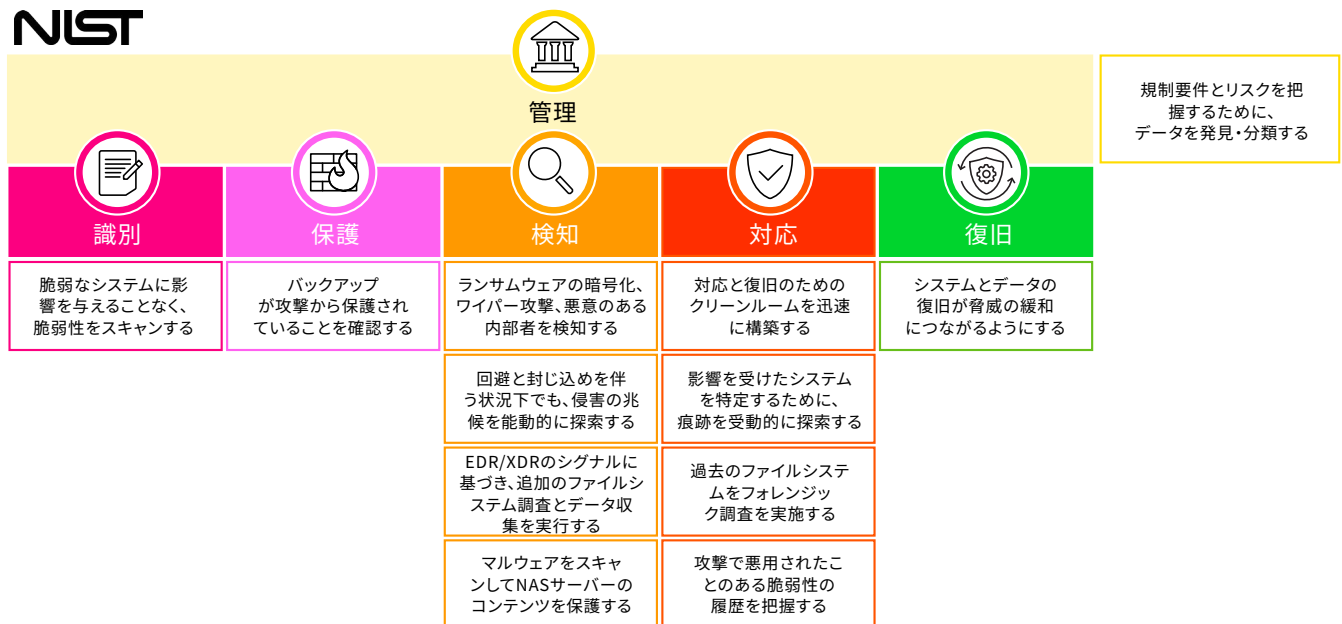 NIST
管理
規制要件とリスクを把
握するために、
データを発見・分類する
識別
保護
検知
対応
復旧
脆弱なシステムに影
響を与えることなく、
脆弱性をスキャンする
バックアップ
が攻撃から保護され
ていることを確認する
ランサムウェアの暗号化、
ワイパー攻撃、悪意のある
内部者を検知する
対応と復旧のための
クリーンルームを迅速
に構築する
システムとデータの
復旧が脅威の緩和
につながるようにする
回避と封じ込めを伴
う状況下でも、侵害の兆
候を能動的に探索する
影響を受けたシステム
を特定するために、
痕跡を受動的に探索する
EDR/XDRのシグナルに
基づき、追加のファイルシ
ステム調査とデータ収
集を実行する
過去のファイルシステ
ムをフォレンジッ
ク調査を実施する
マルウェアをスキャ
ンしてNASサーバーの
コンテンツを保護する
攻撃で悪用されたこ
とのある脆弱性の
履歴を把握する